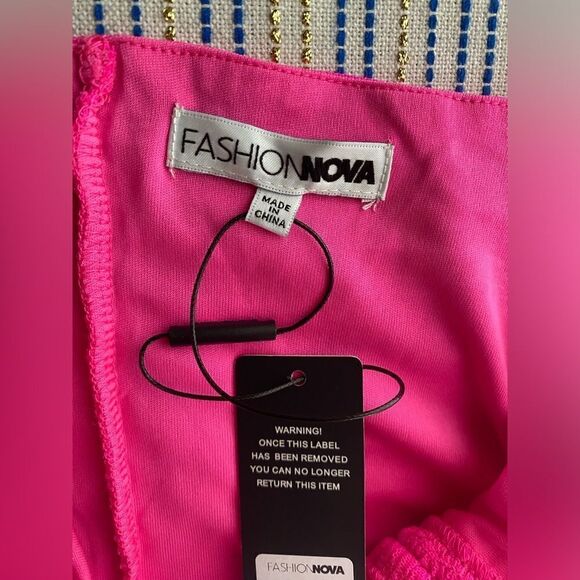 FASHIONNOVA
MADE
IN
CHINA
WARNING!
ONCE THIS LABEL
HAS BEEN REMOVED
YOU CAN NO LONGER
RETURN THIS ITEM
FASHIONNOVA